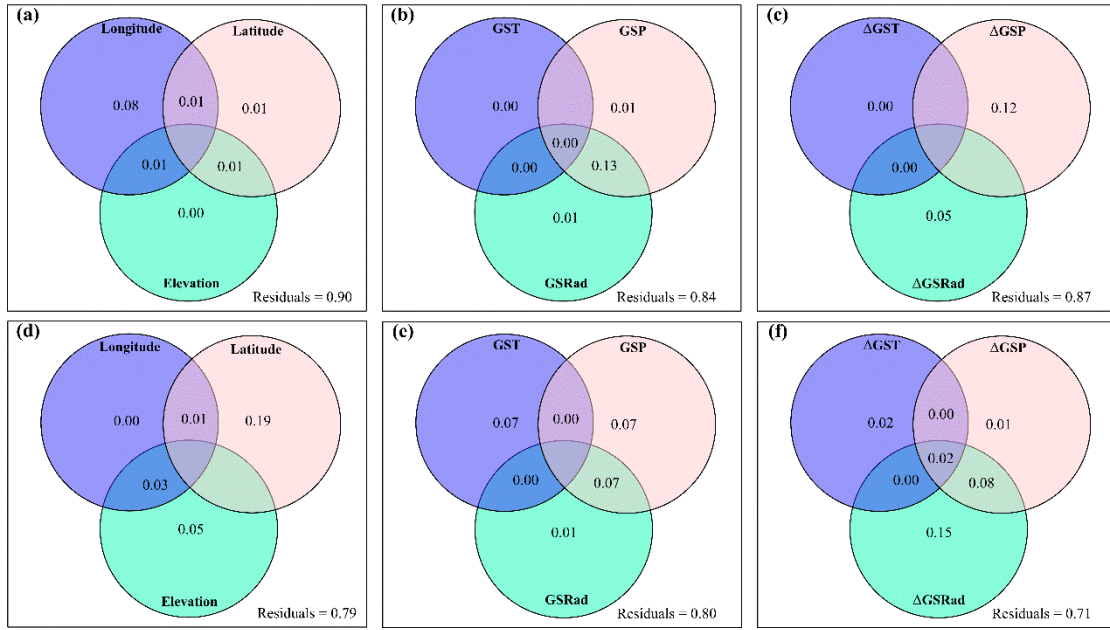 (a)
Longitude
Latitude
0.08
0.01
0.01
0.01
0.01
0.00
Elevation
Residuals = 0.90
(b)
GST
GSP
0.00
0.01
0.00
0.00
0.13
0.01
GSRad
Residuals = 0.84
(c)
ΔGST
ΔGSP
0.00
0.12
0.00
0.05
ΔGSRad
Residuals = 0.87
(d)
Longitude
Latitude
0.00
0.01
0.19
0.03
0.05
Elevation
Residuals = 0.79
(e)
GST
GSP
0.07
0.00
0.07
0.00
0.07
0.01
GSRad
Residuals = 0.80
(f)
ΔGST
ΔGSP
0.02
0.00
0.01
0.02
0.00
0.08
0.15
ΔGSRad
Residuals = 0.71